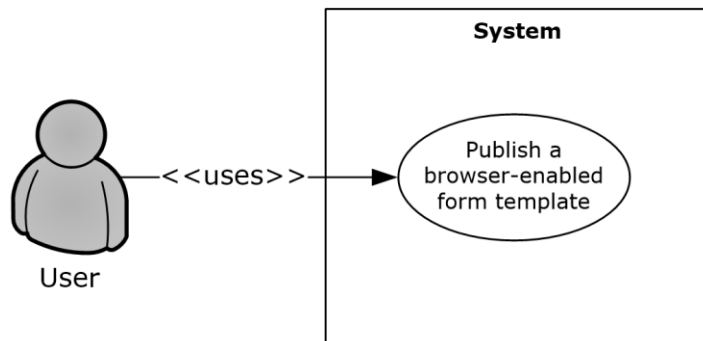 System
Publish a
browser-enabled
form template
<<uses>>
User